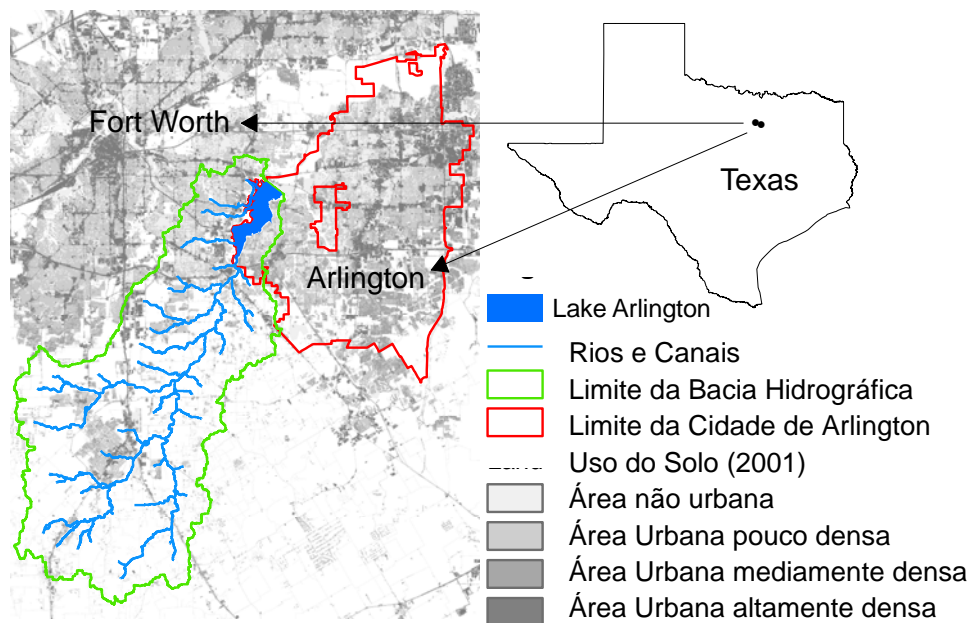 Fort Worth
Texas
Arlington
Lake Arlington
Rios e Canais
Limite da Bacia Hidrográfica
Limite da Cidade de Arlington
Uso do Solo (2001)
Área não urbana
Área Urbana pouco densa
Área Urbana mediamente densa
Área Urbana altamente densa